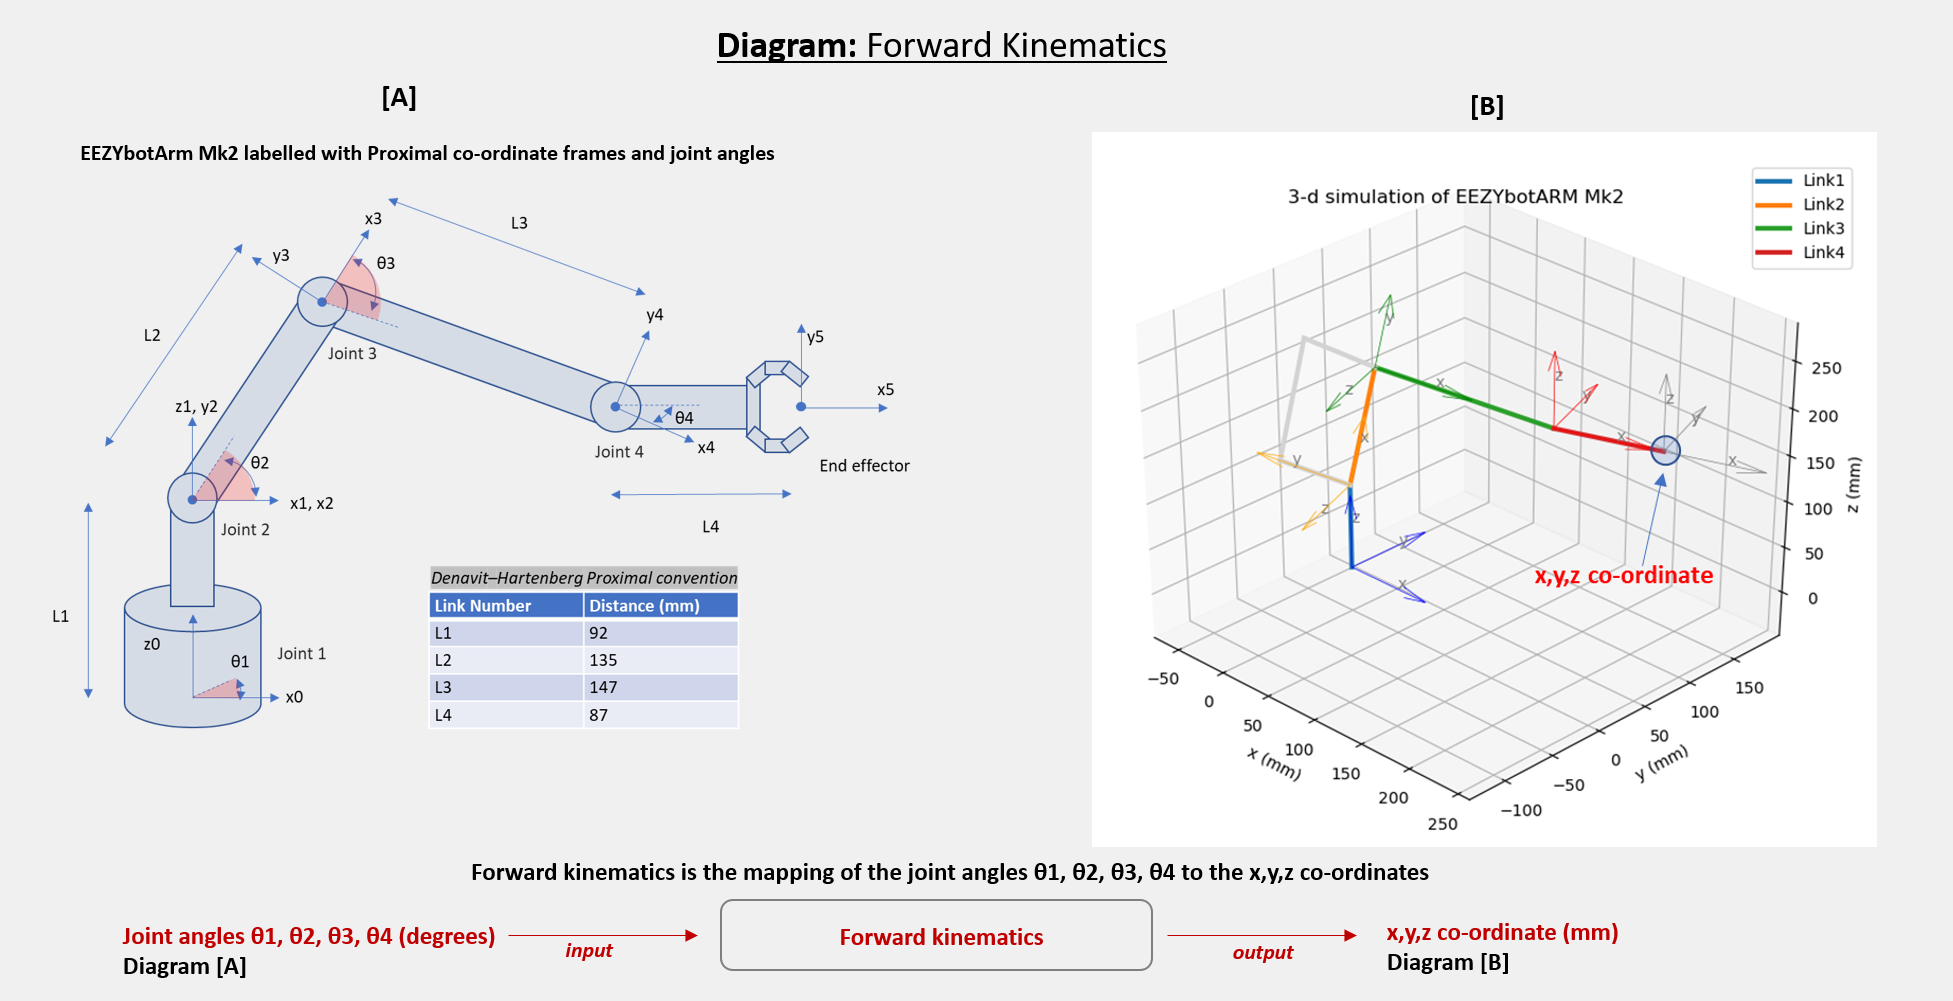 Diagram: Forward Kinematics
[A]
EEZYbotArm Mk2 labelled with Proximal co-ordinate frames and joint angles
x3
L3
y3
θ3
L2
y4
Joint 3
y5
x5
z1, y2
θ4
x4
Joint 4
θ2
End effector
x1, x2
Joint 2
L4
L1
z0
Joint 1
θ1
x0
Denavit–Hartenberg Proximal convention
Link Number Distance (mm)
L1 92
L2 135
L3 147
L4 87
[B]
3-d simulation of EEZYbotARM Mk2
Link1
Link2
Link3
Link4
y
z
x
z
y
x
y
x
z
y
x
z
z
y
x
x,y,z co-ordinate
250
200
150
100
50
0
z (mm)
−50
0
50
100
150
200
250
x (mm)
−100
−50
0
50
100
150
y (mm)
Forward kinematics is the mapping of the joint angles θ1, θ2, θ3, θ4 to the x,y,z co-ordinates
Joint angles θ1, θ2, θ3, θ4 (degrees)
Diagram [A]
input
Forward kinematics
output
x,y,z co-ordinate (mm)
Diagram [B]